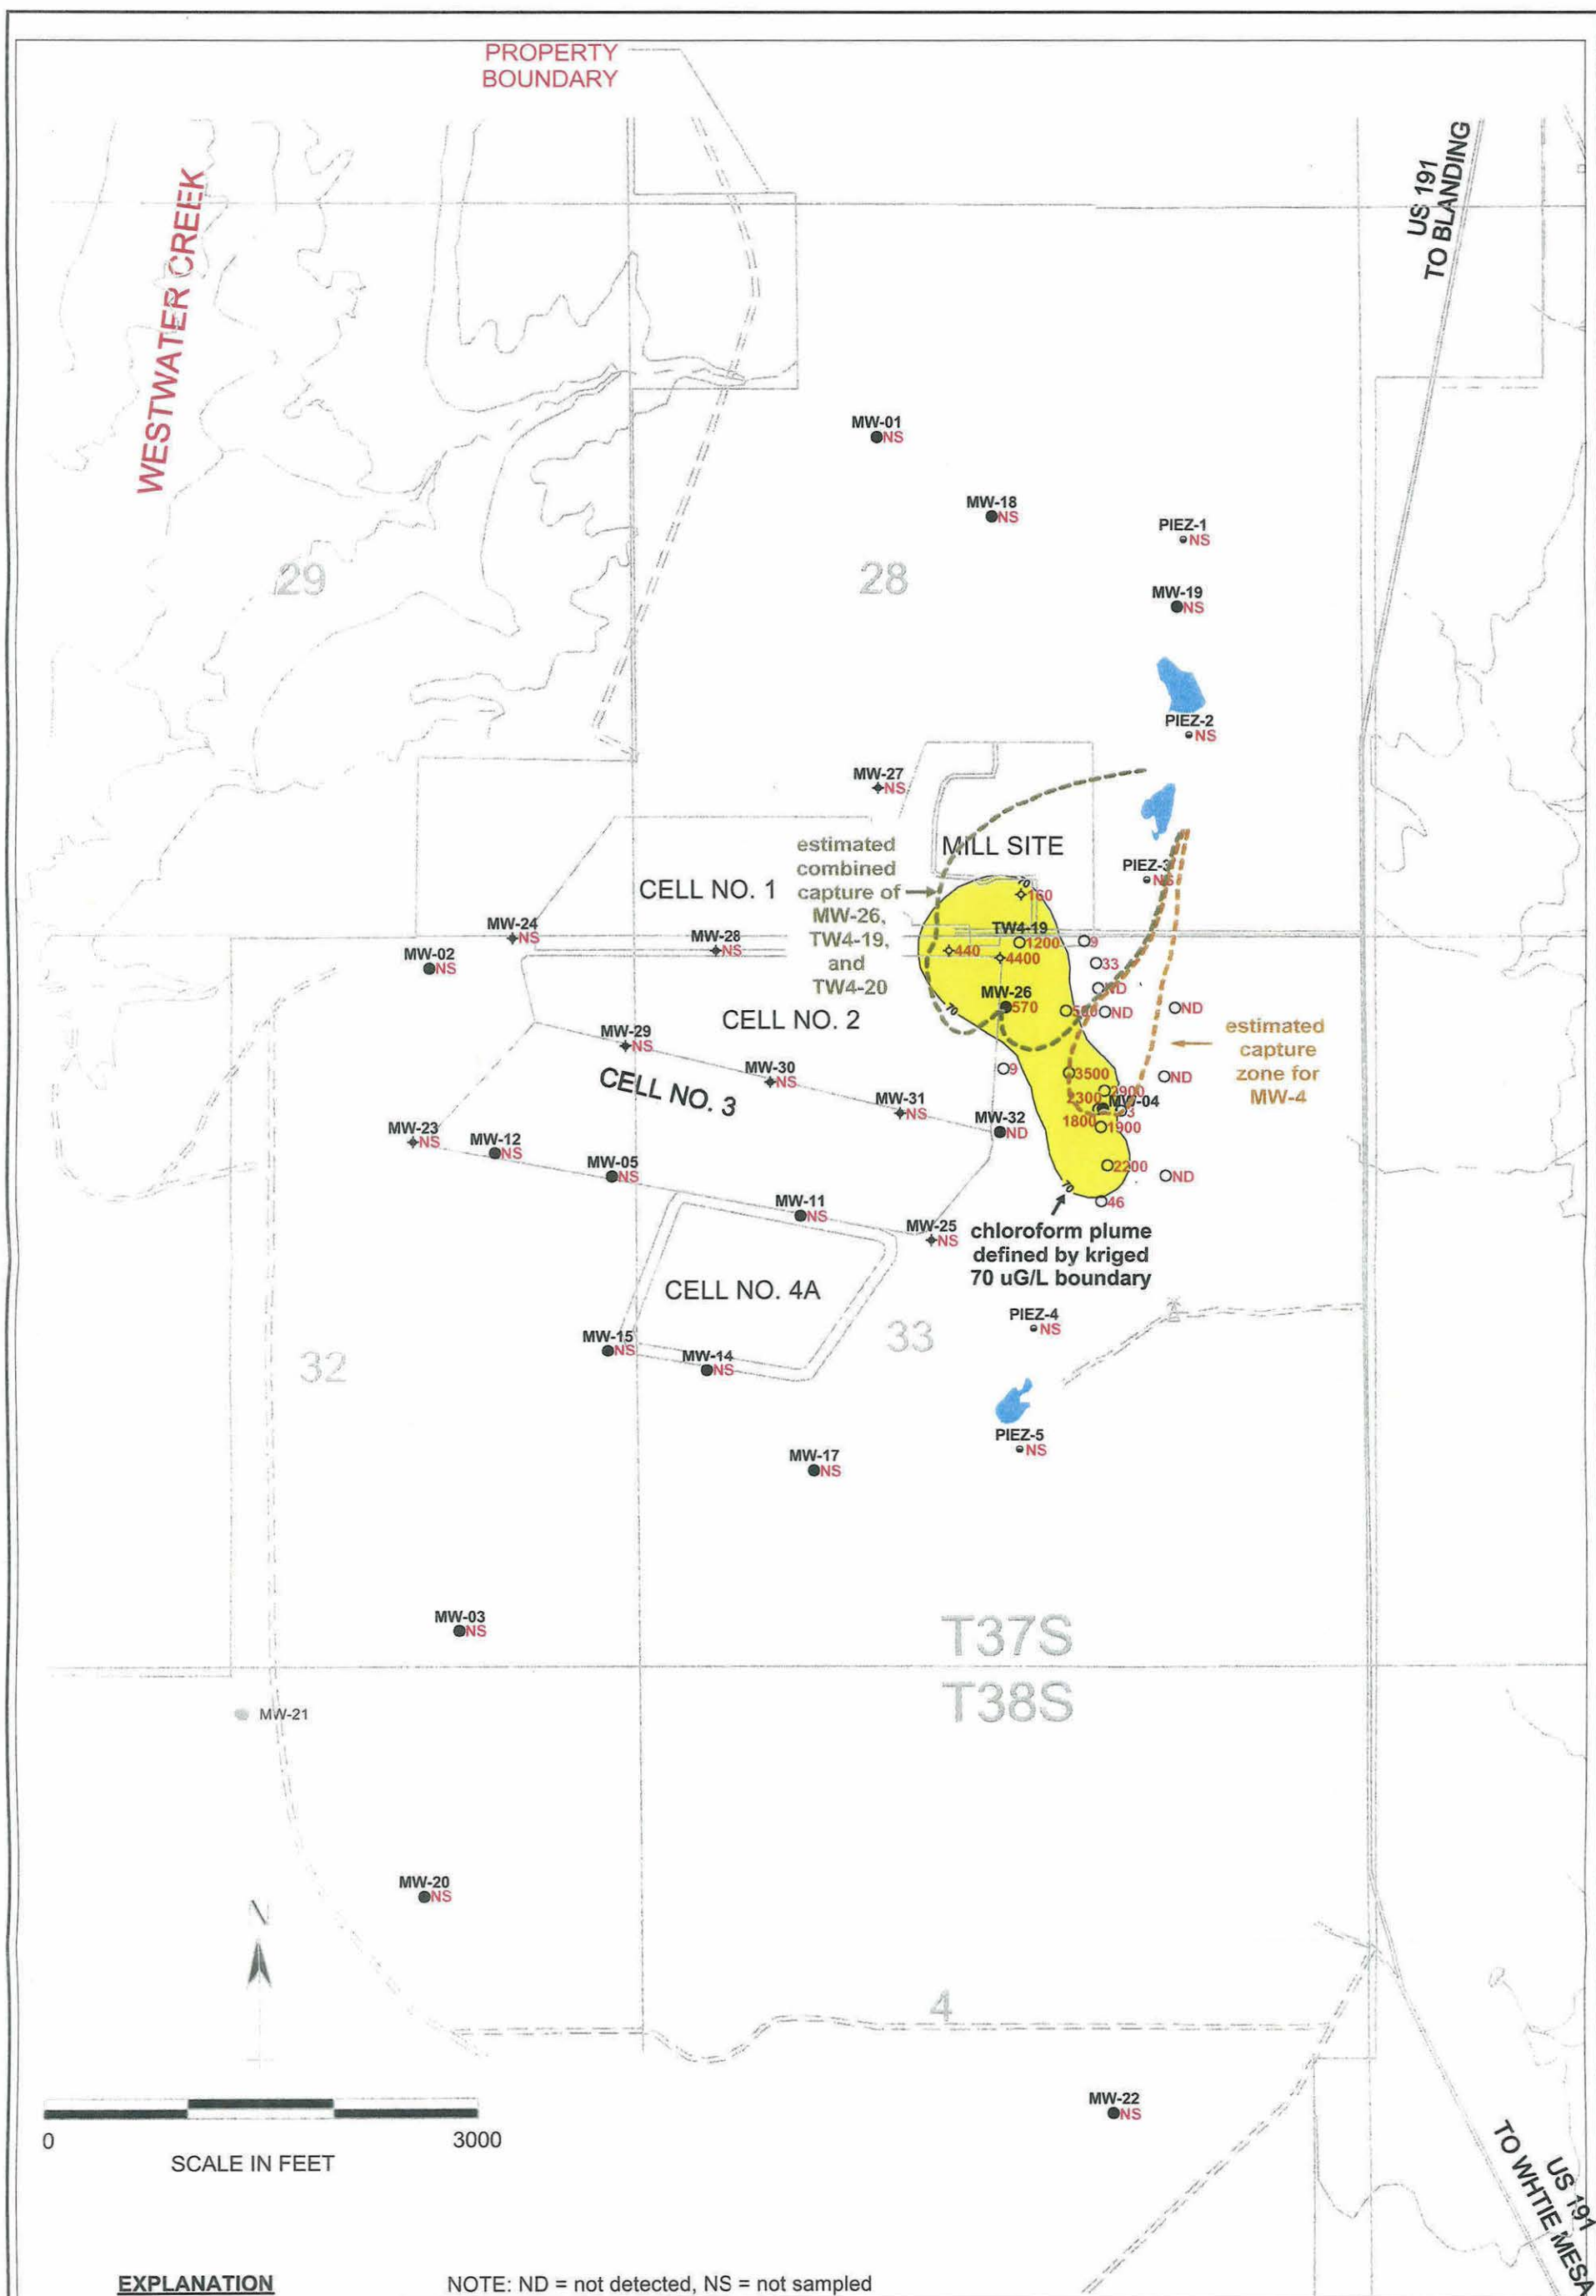 PROPERTY
BOUNDARY
WESTWATER CREEK
US 191
TO BLANDING
MW-01
NS
MW-18
NS
PIEZ-1
NS
29
28
MW-19
NS
PIEZ-2
NS
MW-27
NS
MILL SITE
estimated
combined
capture of
MW-26,
TW4-19,
and
TW4-20
PIEZ-3
NS
CELL NO. 1
70
160
MW-24
NS
MW-28
NS
TW4-19
1200
9
MW-02
NS
440
4400
33
ND
MW-26
570
ND
ND
70
CELL NO. 2
estimated
capture
zone for
MW-4
MW-29
NS
MW-30
NS
9
3500
ND
CELL NO. 3
2900
2300
MW-04
MW-31
NS
1800
1900
MW-32
ND
MW-23
NS
MW-12
NS
MW-05
NS
2200
ND
70
46
MW-11
NS
MW-25
NS
chloroform plume
defined by kriged
70 uG/L boundary
CELL NO. 4A
PIEZ-4
NS
33
32
MW-15
NS
MW-14
NS
PIEZ-5
NS
MW-17
NS
MW-03
NS
T37S
T38S
MW-21
MW-20
NS
N
4
MW-22
NS
0
3000
SCALE IN FEET
US 191
TO WHTIE MESA
EXPLANATION
NOTE: ND = not detected, NS = not sampled